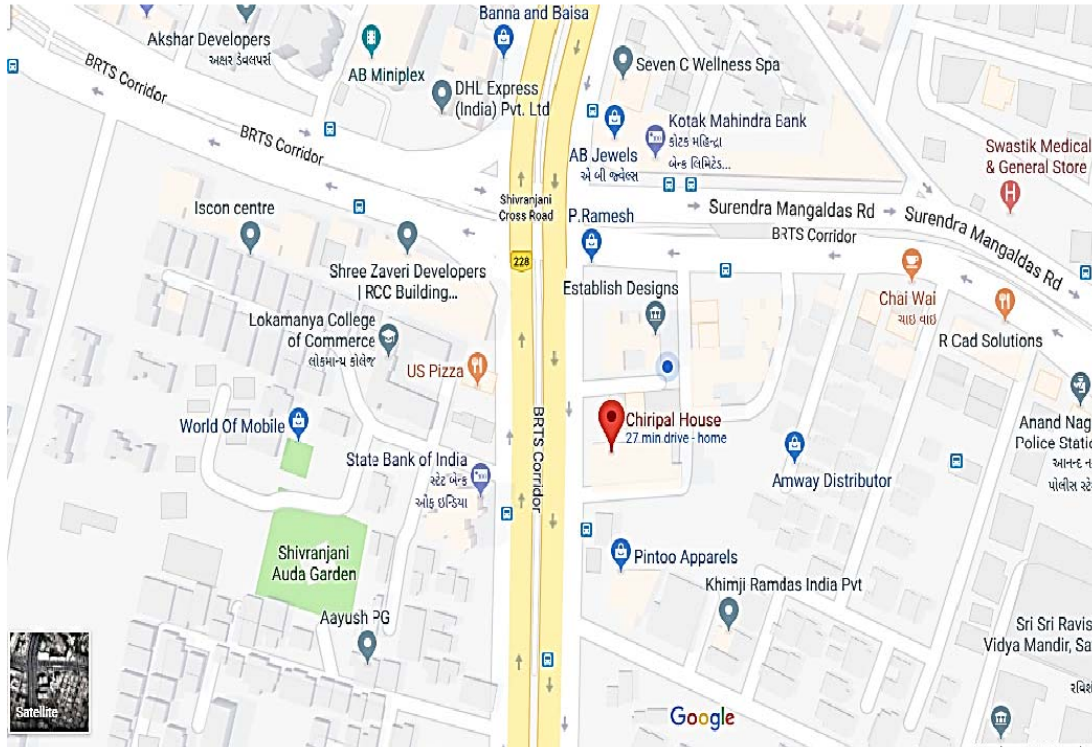 Banna and Baisa
Akshar Developers
અક્ષર ડેવલપર્સ
BRTS Corridor
AB Miniplex
DHL Express
(India) Pvt. Ltd
Seven C Wellness Spa
BRTS Corridor
AB Jewels
એ બી જ્વેલ્સ
Kotak Mahindra Bank
કોટક મહિન્દ્રા
બેન્ક લિમિટેડ...
Swastik Medical
& General Store
Shivranjani
Cross Road
Iscon centre
P.Ramesh
Surendra Mangaldas Rd
Surendra Mangaldas Rd
BRTS Corridor
228
Shree Zaveri Developers
| RCC Building...
Establish Designs
Chai Wai
ચાઇ વાઇ
Lokamanya College
of Commerce
લોકમાન્ય કોલેજ
R Cad Solutions
US Pizza
World Of Mobile
BRTS Corridor
Chiripal House
27 min drive - home
Anand Nag
Police Static
આનંદ ન
પોલીસ સ્ટે
State Bank of India
સ્ટેટ બેન્ક
ઓફ ઇન્ડિયા
Amway Distributor
Shivranjani
Auda Garden
Pintoo Apparels
Khimji Ramdas India Pvt
Aayush PG
Sri Sri Ravis
Vidya Mandir, Sa
રવિશ
Satellite
Google